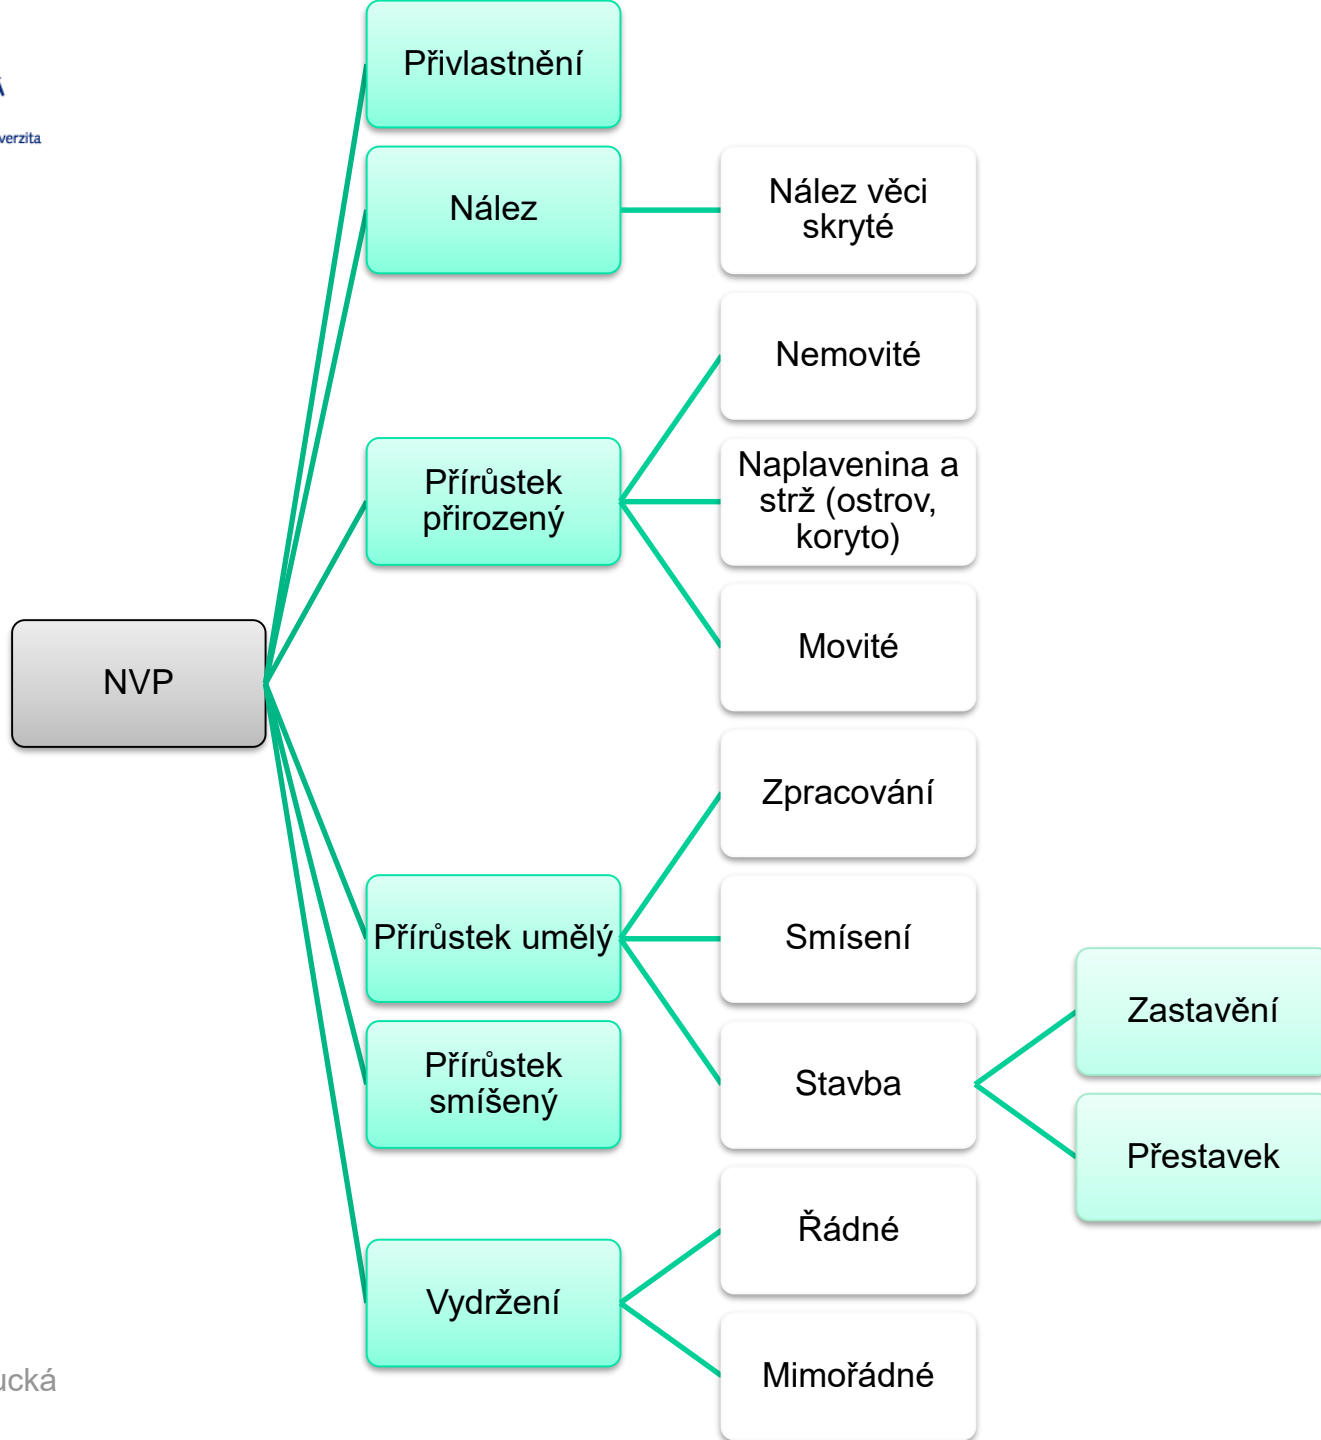 Přivlastnění
Nález
Nález věci
skryté
Nemovité
Přírůstek
přirozený
Naplavenina a
strž (ostrov,
koryto)
Movité
NVP
Zpracování
Přírůstek umělý
Smísení
Zastavění
Přírůstek
smíšený
Stavba
Přestavek
Řádné
Vydržení
Mimořádné